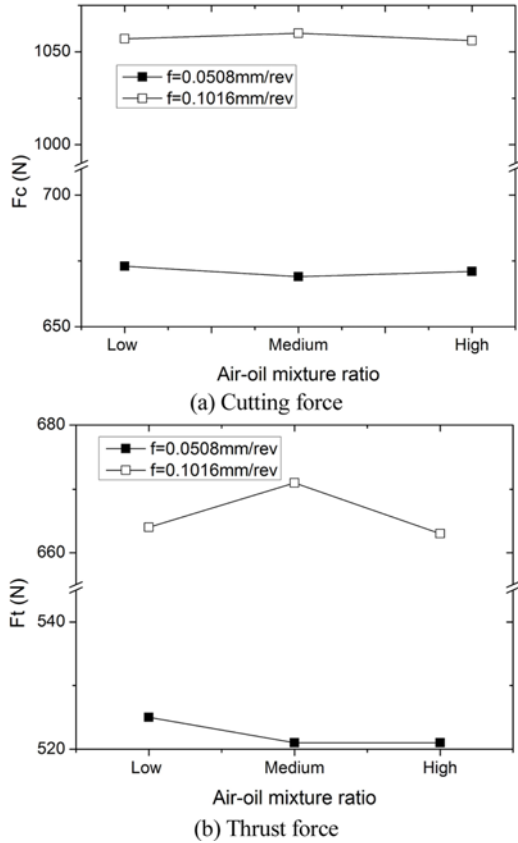 1050
1000
700
650
Fc (N)
f=0.0508mm/rev
f=0.1016mm/rev
Low Medium High
Air-oil mixture ratio
(a) Cutting force
680
660
540
520
Ft (N)
f=0.0508mm/rev
f=0.1016mm/rev
Low Medium High
Air-oil mixture ratio
(b) Thrust force